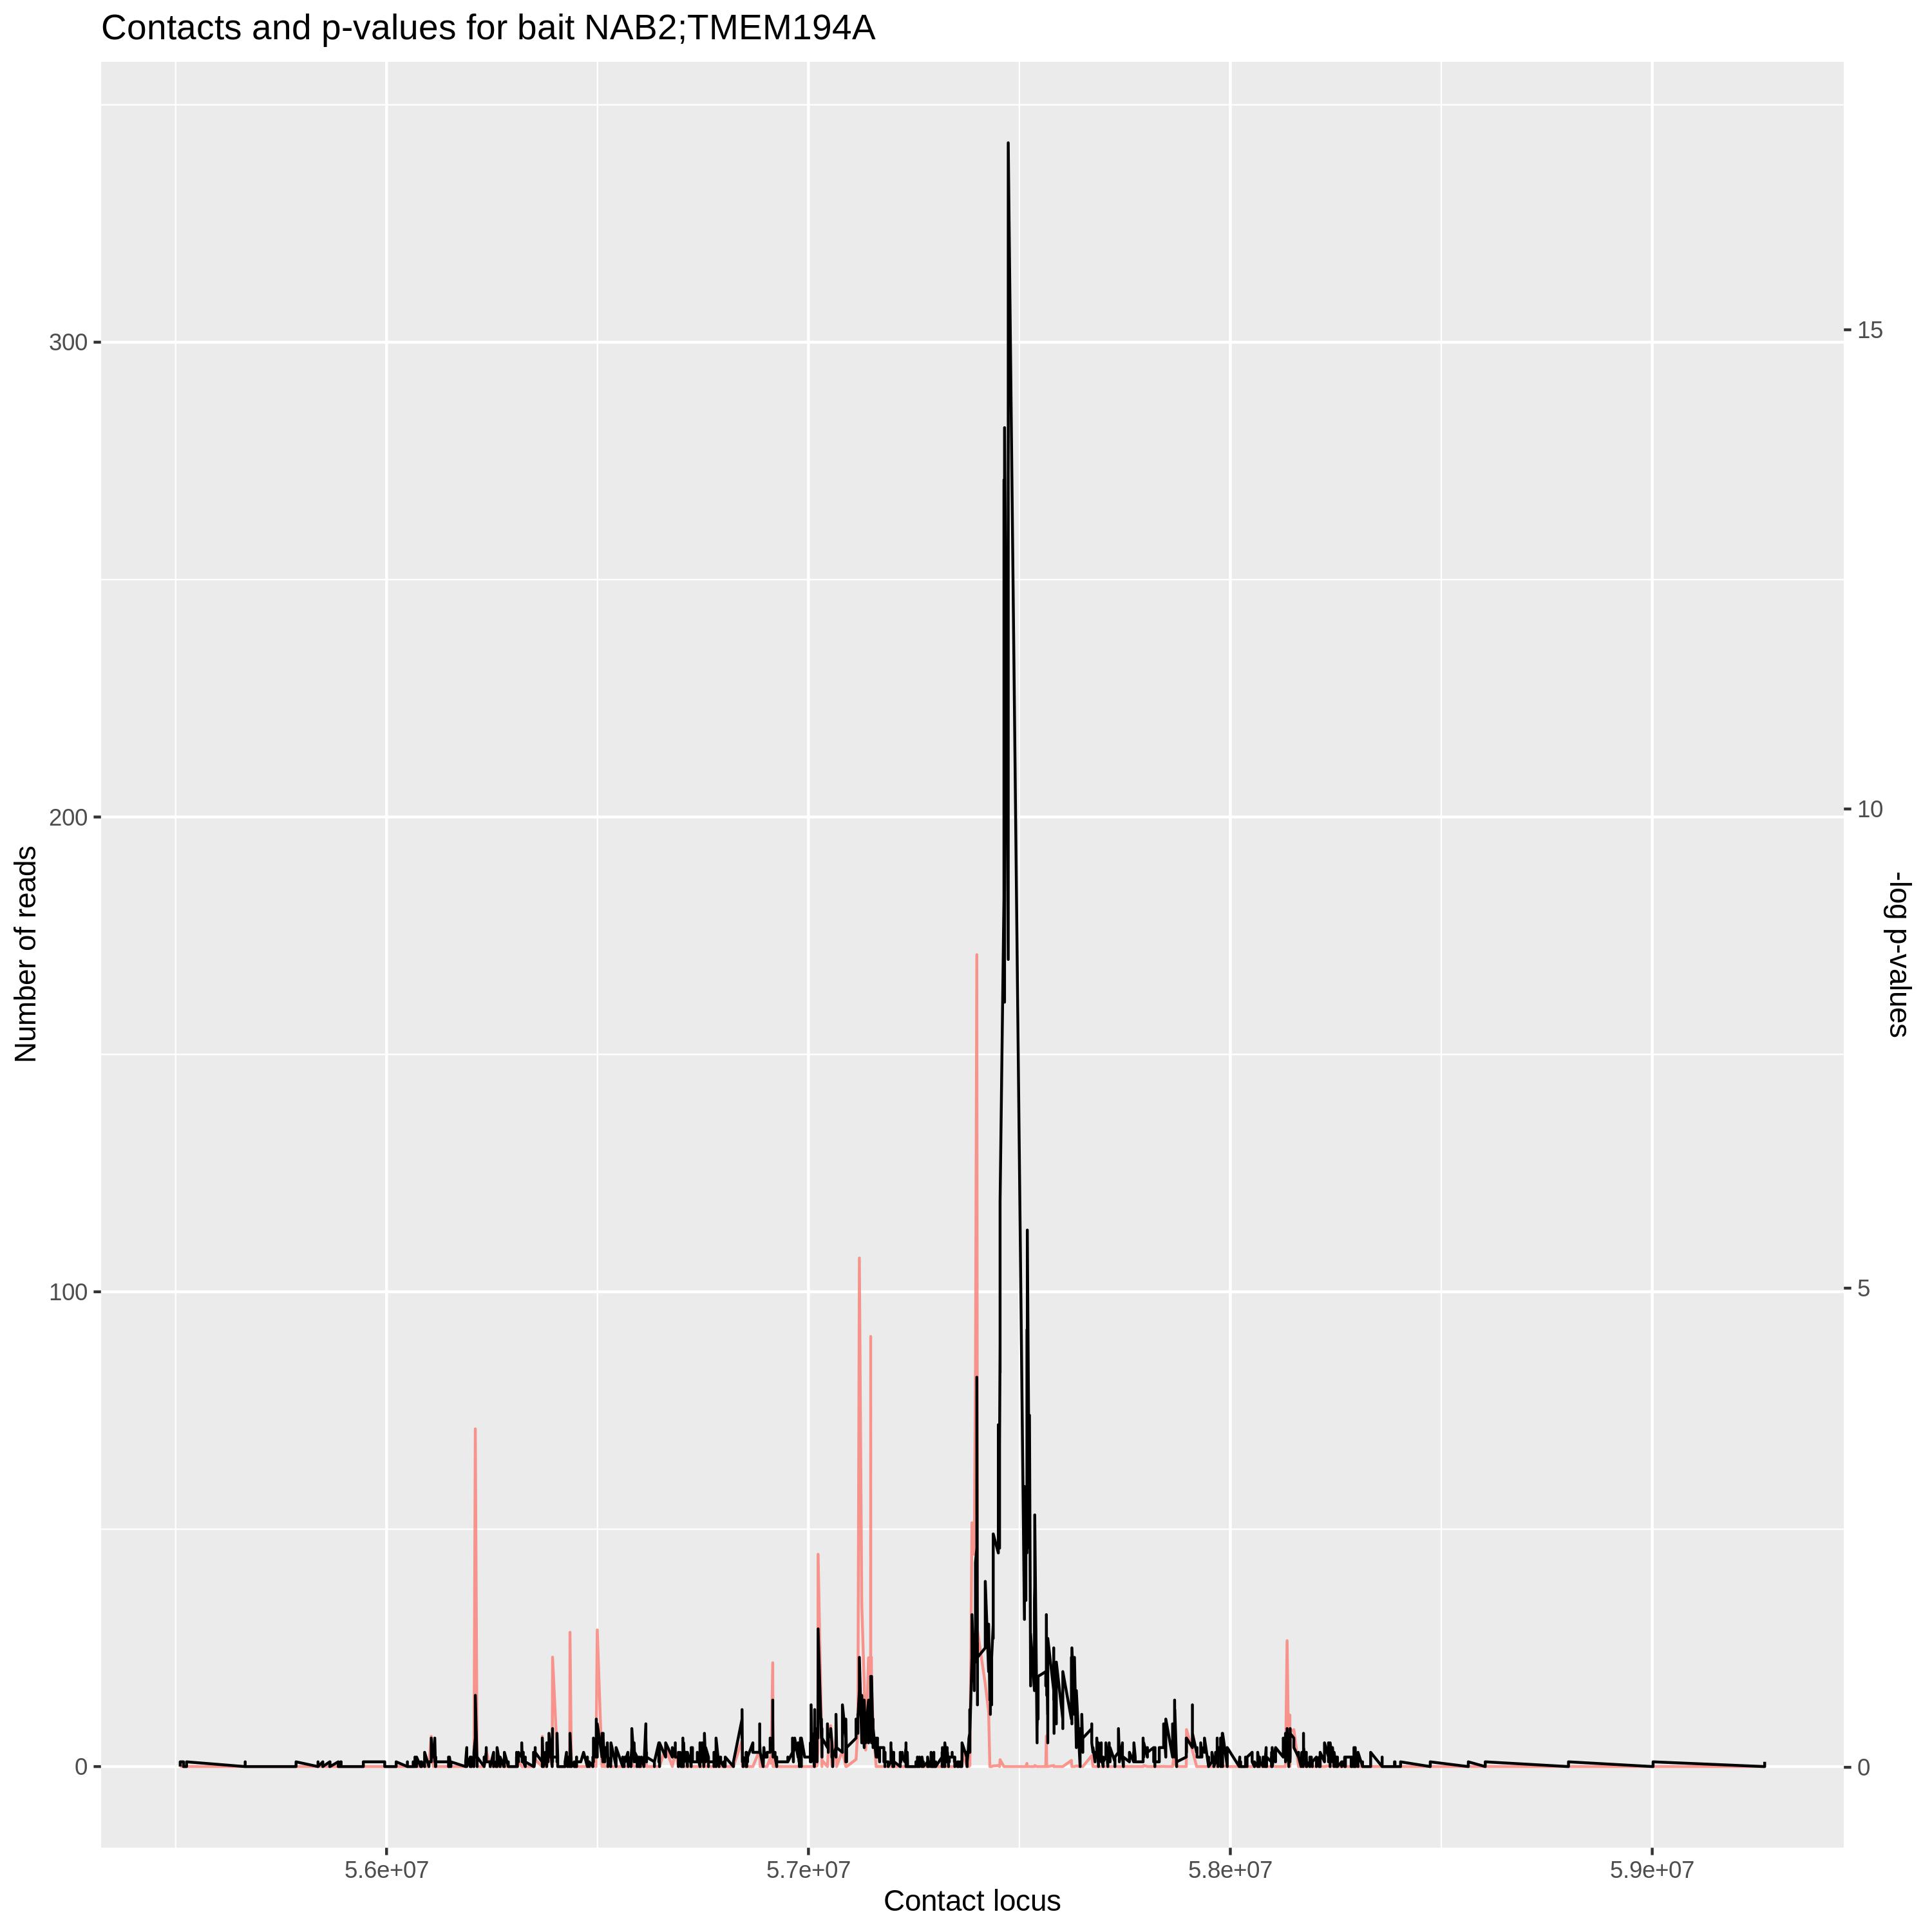 Contacts and p-values for bait NAB2;TMEM194A
Number of reads
300
200
100
0
15
10
5
0
-log p-values
5.6e+07
5.7e+07
5.8e+07
5.9e+07
Contact locus